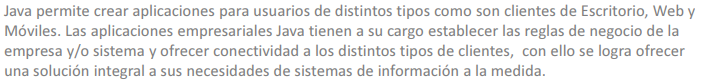 Java permite crear aplicaciones para usuarios de distintos tipos como son clientes de Escritorio, Web y
Móviles. Las aplicaciones empresariales Java tienen a su cargo establecer las reglas de negocio de la
empresa y/o sistema y ofrecer conectividad a los distintos tipos de clientes,  con ello se logra ofrecer
una solución integral a sus necesidades de sistemas de información a la medida.